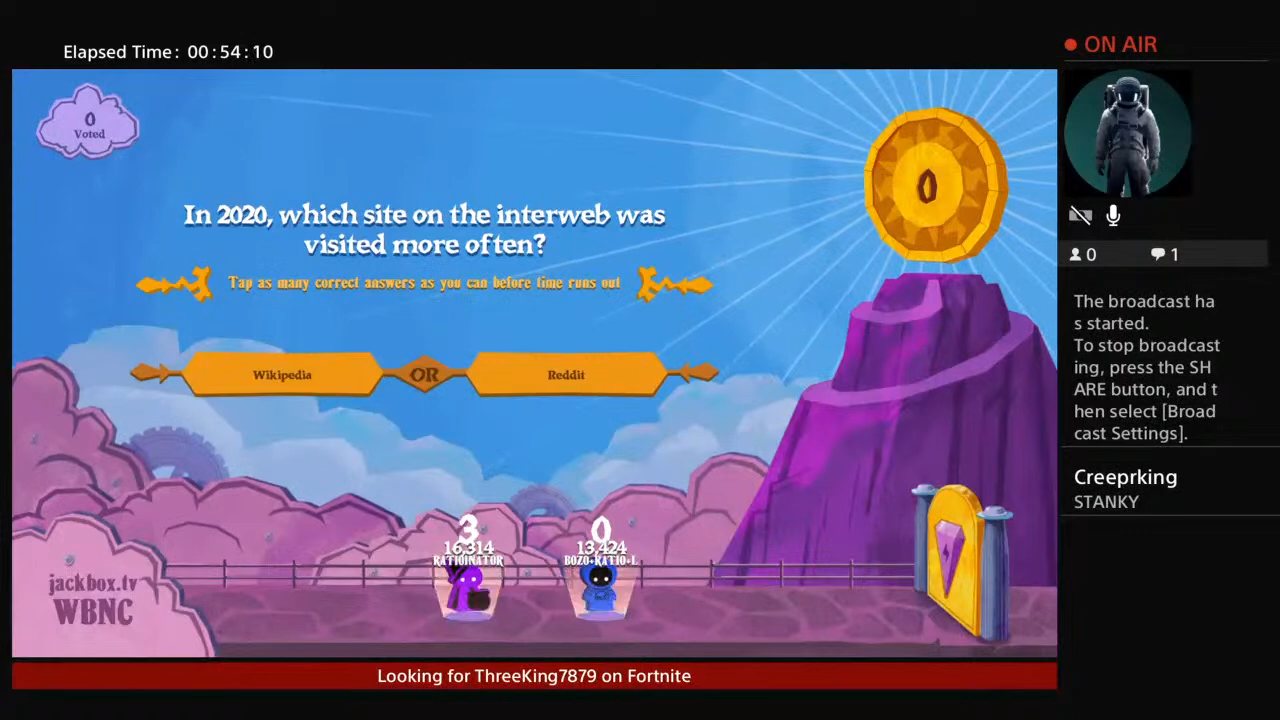 Elapsed Time: 00:54:10
ON AIR
0
Voted
0
In 2020, which site on the interweb was
visited more often?
Tap as many correct answers as you can before time runs out
Wikipedia
OR
Reddit
0
1
The broadcast ha
s started.
To stop broadcast
ing, press the SH
ARE button, and t
hen select [Broad
cast Settings].
Creeprking
STANKY
3
16,314
RATIOINATOR
0
13,424
BOZO+RATIO+L
jackbox.tv
WBNC
Looking for ThreeKing7879 on Fortnite